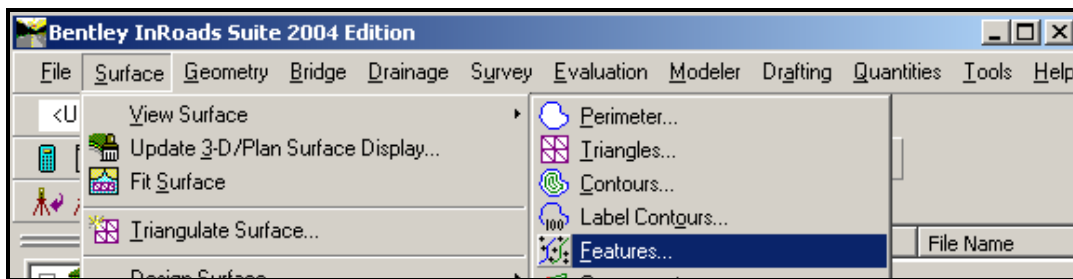 Bentley InRoads Suite 2004 Edition
File Surface Geometry Bridge Drainage Survey Evaluation Modeler Drafting Quantities Tools Help
<U View Surface Perimeter...
Update 3-D/Plan Surface Display... Triangles...
Fit Surface Contours...
100 Label Contours...
Triangulate Surface... Features... File Name
Design Surface